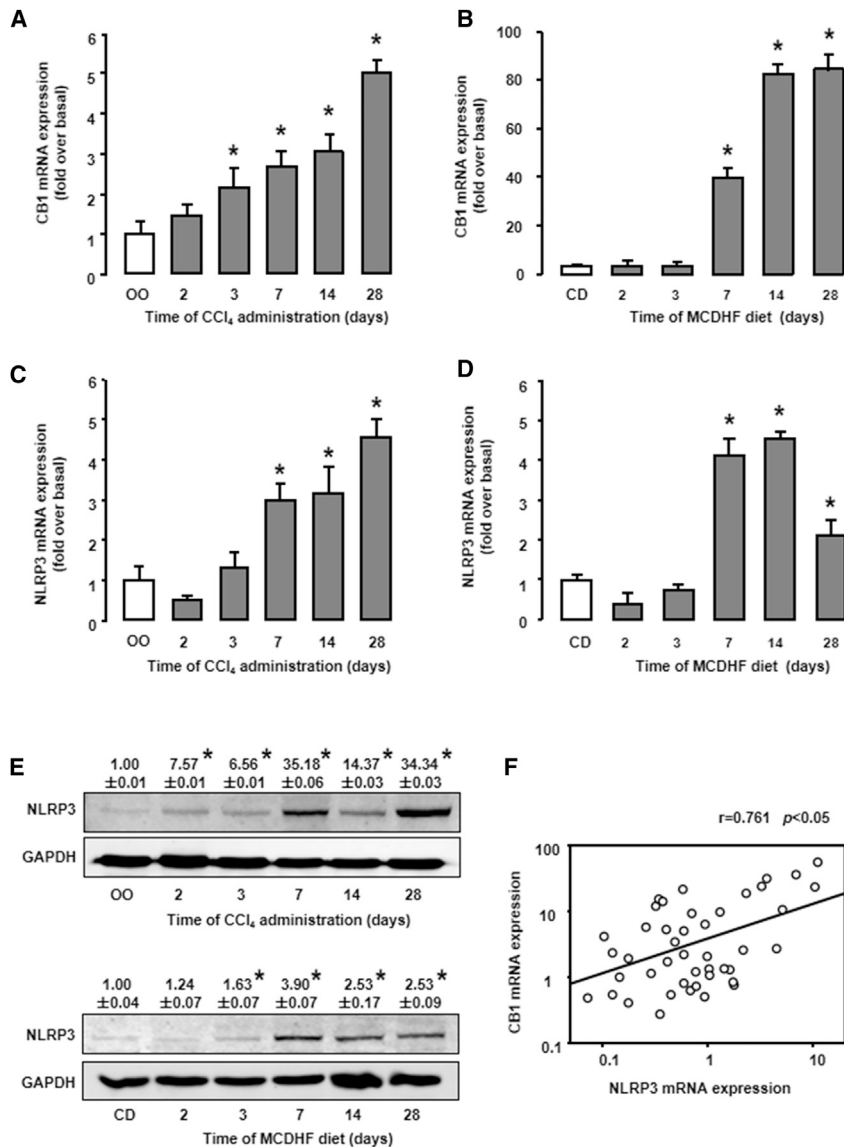 A
CB1 mRNA expression
(fold over basal)
6
5
4
3
2
1
0
*
*
*
*
OO 2 3 7 14 28
Time of CCl₄ administration (days)
B
CB1 mRNA expression
(fold over basal)
100
80
60
40
20
0
*
*
*
CD 2 3 7 14 28
Time of MCDHF diet (days)
C
NLRP3 mRNA expression
(fold over basal)
6
5
4
3
2
1
0
*
*
*
OO 2 3 7 14 28
Time of CCl₄ administration (days)
D
NLRP3 mRNA expression
(fold over basal)
6
5
4
3
2
1
0
*
*
*
CD 2 3 7 14 28
Time of MCDHF diet (days)
E
1.00 7.57* 6.56* 35.18* 14.37* 34.34*
±0.01 ±0.01 ±0.01 ±0.06 ±0.03 ±0.03
NLRP3
GAPDH
OO 2 3 7 14 28
Time of CCl₄ administration (days)
1.00 1.24 1.63* 3.90* 2.53* 2.53*
±0.04 ±0.07 ±0.07 ±0.07 ±0.17 ±0.09
NLRP3
GAPDH
CD 2 3 7 14 28
Time of MCDHF diet (days)
F
r=0.761 p<0.05
CB1 mRNA expression
100
10
1
0.1
0.1 1 10
NLRP3 mRNA expression